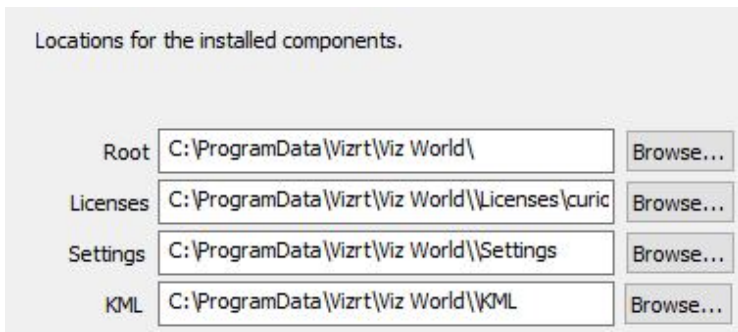 Locations for the installed components.
Root C:\ProgramData\Vizrt\Viz World\ Browse...
Licenses C:\ProgramData\Vizrt\Viz World\\Licenses\curic Browse...
Settings C:\ProgramData\Vizrt\Viz World\\Settings Browse...
KML C:\ProgramData\Vizrt\Viz World\\KML Browse...